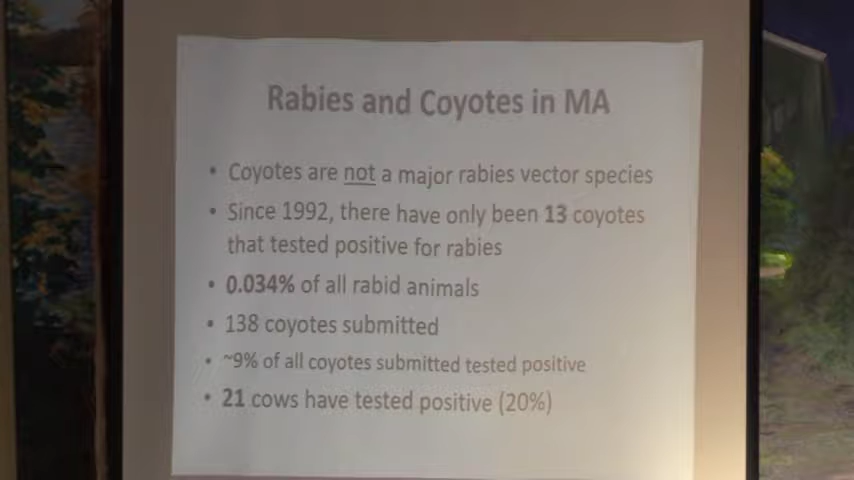 Rabies and Coyotes in MA
• Coyotes are not a major rabies vector species
• Since 1992, there have only been 13 coyotes
that tested positive for rabies
• 0.034% of all rabid animals
• 138 coyotes submitted
• ~9% of all coyotes submitted tested positive
• 21 cows have tested positive (20%)